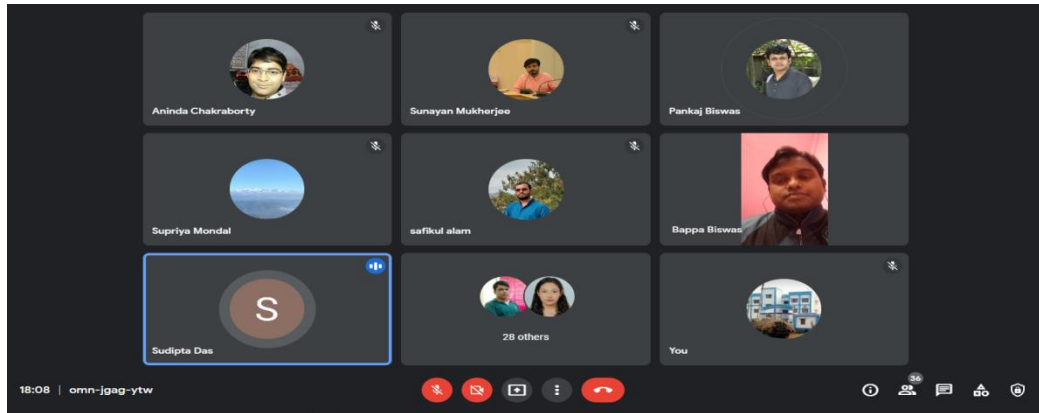 Aninda Chakraborty
Sunayan Mukherjee
Pankaj Biswas
Supriya Mondal
safikul alam
Bappa Biswas
S
Sudipta Das
28 others
You
18:08 | omn-jgag-ytw
36